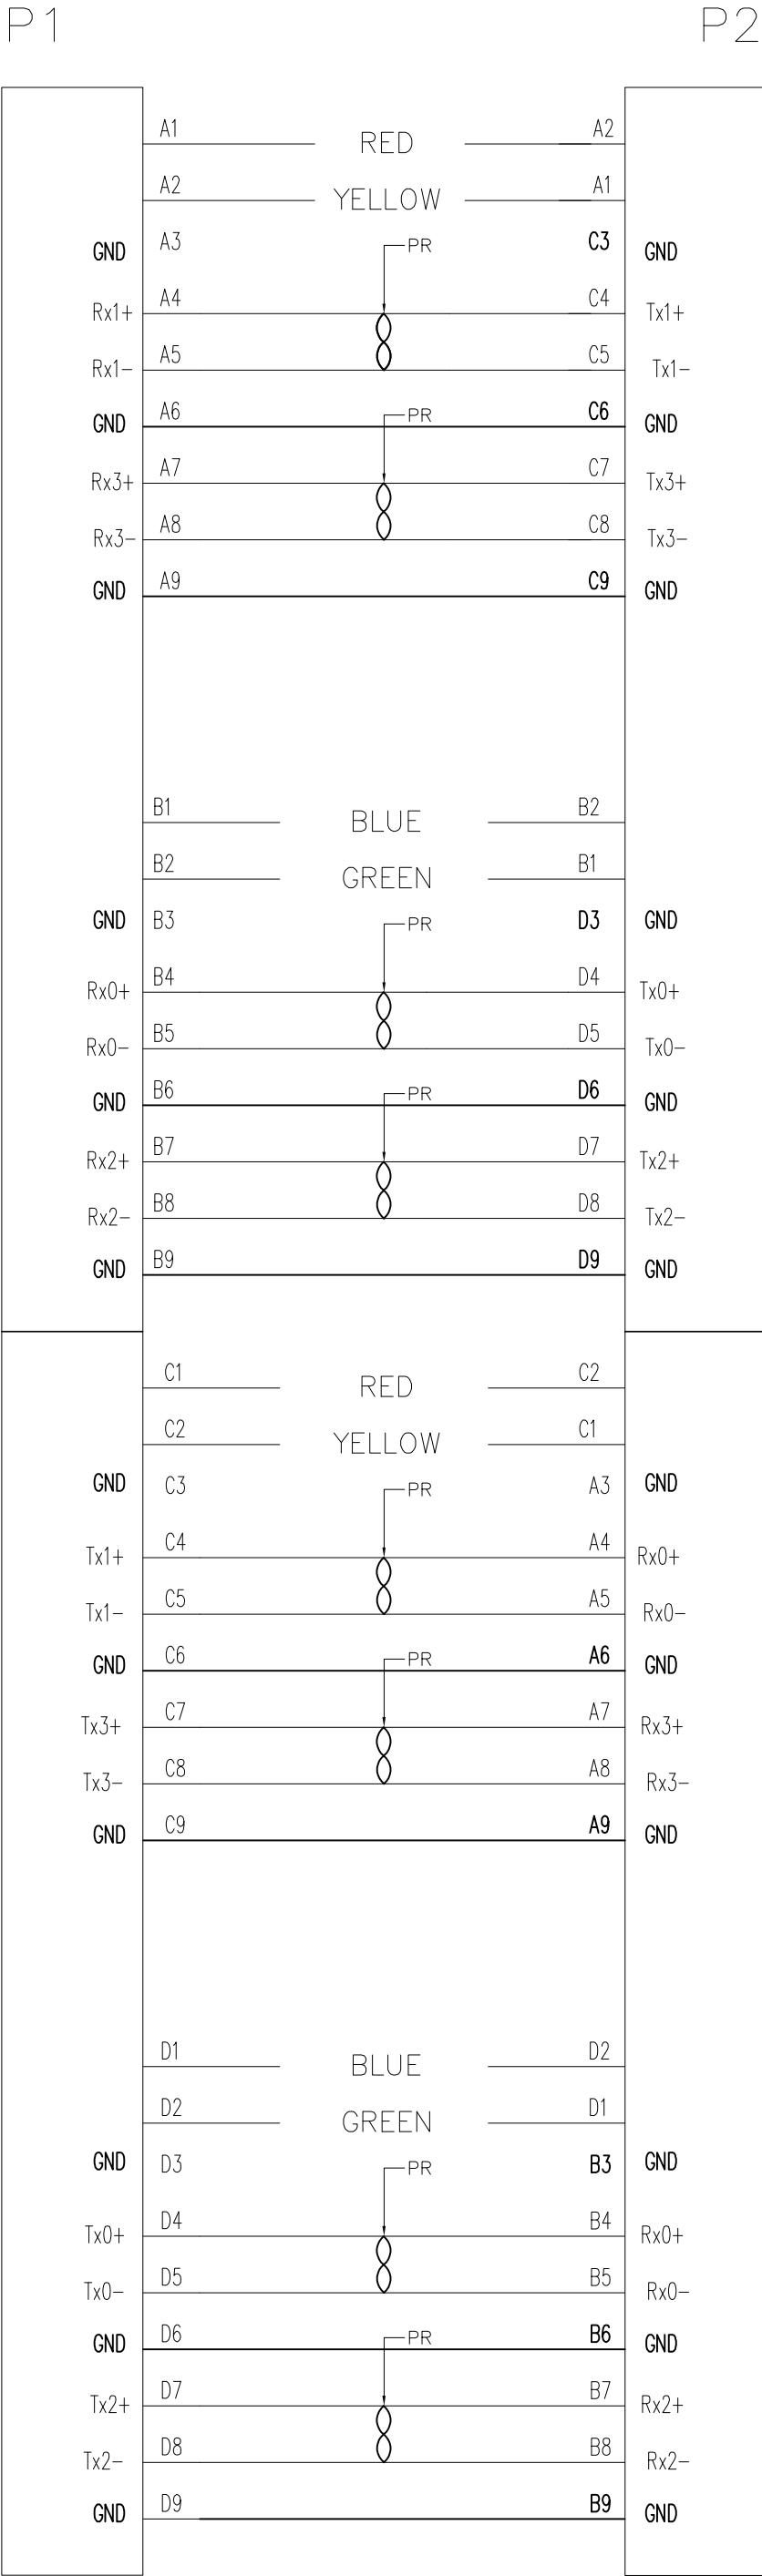 P1 P2
A1 RED A2
A2 YELLOW A1
GND A3 PR C3 GND
Rx1+ A4 C4 Tx1+
Rx1- A5 C5 Tx1-
GND A6 PR C6 GND
Rx3+ A7 C7 Tx3+
Rx3- A8 C8 Tx3-
GND A9 C9 GND
B1 BLUE B2
B2 GREEN B1
GND B3 PR D3 GND
Rx0+ B4 D4 Tx0+
Rx0- B5 D5 Tx0-
GND B6 PR D6 GND
Rx2+ B7 D7 Tx2+
Rx2- B8 D8 Tx2-
GND B9 D9 GND
C1 RED C2
C2 YELLOW C1
GND C3 PR A3 GND
Tx1+ C4 A4 Rx0+
Tx1- C5 A5 Rx0-
GND C6 PR A6 GND
Tx3+ C7 A7 Rx3+
Tx3- C8 A8 Rx3-
GND C9 A9 GND
D1 BLUE D2
D2 GREEN D1
GND D3 PR B3 GND
Tx0+ D4 B4 Rx0+
Tx0- D5 B5 Rx0-
GND D6 PR B6 GND
Tx2+ D7 B7 Rx2+
Tx2- D8 B8 Rx2-
GND D9 B9 GND